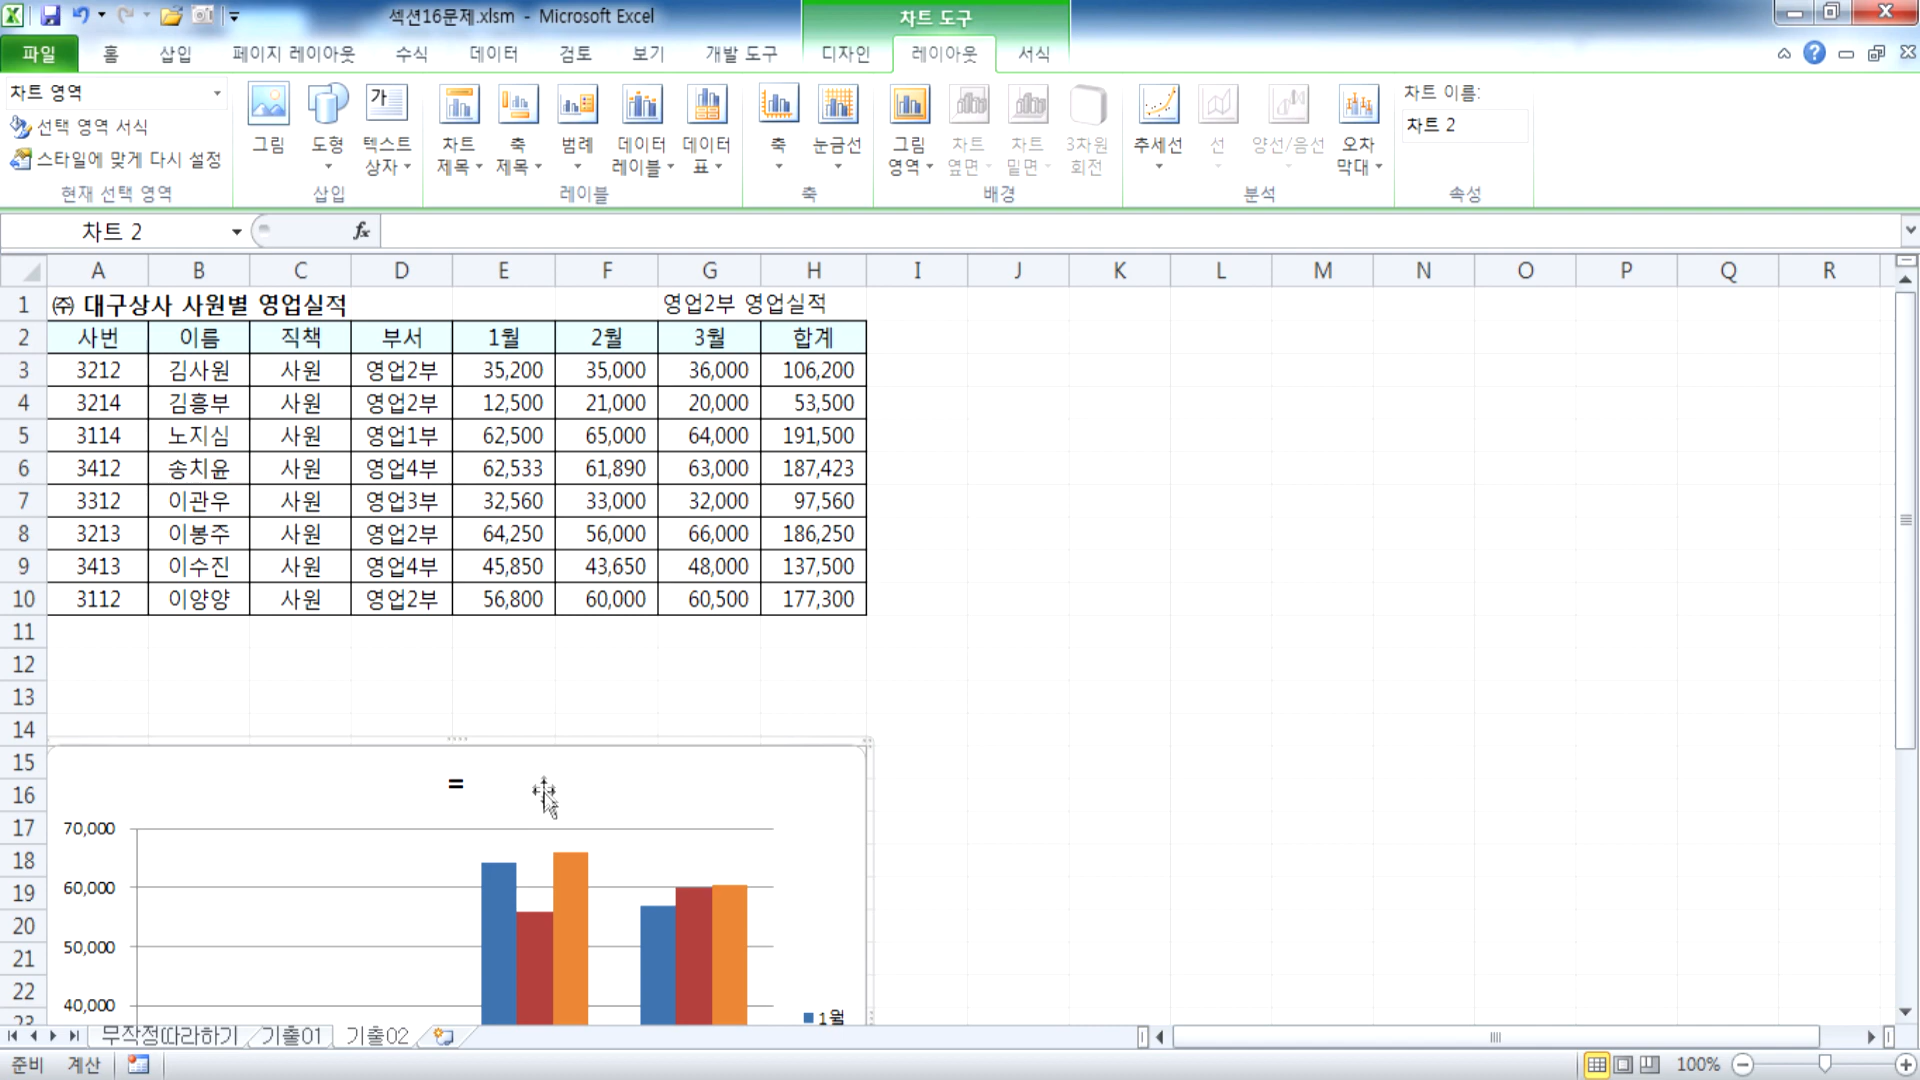 섹션16문제.xlsm - Microsoft Excel
차트 도구
파일 홈 삽입 페이지 레이아웃 수식 데이터 검토 보기 개발 도구 디자인 레이아웃 서식
차트 영역
선택 영역 서식
스타일에 맞게 다시 설정
현재 선택 영역
그림 도형 텍스트 상자
삽입
차트 제목 축 제목 범례 데이터 레이블 데이터 표
레이블
축 눈금선
축
그림 영역 차트 옆면 차트 밑면 3차원 회전
배경
추세선 선 양선/음선 오차 막대
분석
차트 이름:
차트 2
속성
차트 2 fx
A B C D E F G H I J K L M N O P Q R
1 ㈜ 대구상사 사원별 영업실적 영업2부 영업실적
2 사번 이름 직책 부서 1월 2월 3월 합계
3 3212 김사원 사원 영업2부 35,200 35,000 36,000 106,200
4 3214 김흥부 사원 영업2부 12,500 21,000 20,000 53,500
5 3114 노지심 사원 영업1부 62,500 65,000 64,000 191,500
6 3412 송치윤 사원 영업4부 62,533 61,890 63,000 187,423
7 3312 이관우 사원 영업3부 32,560 33,000 32,000 97,560
8 3213 이봉주 사원 영업2부 64,250 56,000 66,000 186,250
9 3413 이수진 사원 영업4부 45,850 43,650 48,000 137,500
10 3112 이양양 사원 영업2부 56,800 60,000 60,500 177,300
11
12
13
14
15
16 =
17 70,000
18
19 60,000
20
21 50,000
22 40,000
23 1월
무작정따라하기 기출01 기출02
준비 계산 100%